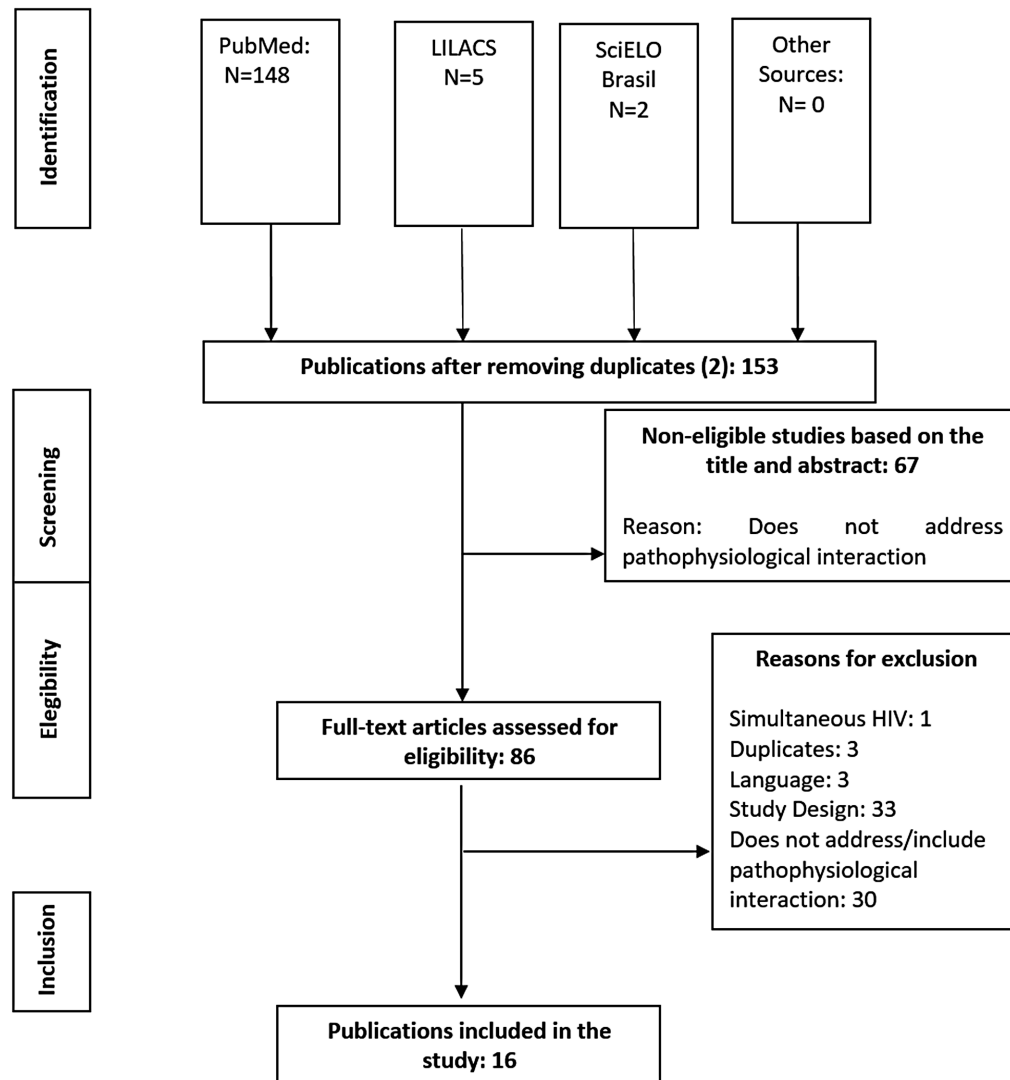 Identification
PubMed:
N=148
LILACS
N=5
SciELO
Brasil
N=2
Other
Sources:
N= 0
Publications after removing duplicates (2): 153
Screening
Non-eligible studies based on the
title and abstract: 67
Reason: Does not address
pathophysiological interaction
Elegibility
Full-text articles assessed for
eligibility: 86
Reasons for exclusion
Simultaneous HIV: 1
Duplicates: 3
Language: 3
Study Design: 33
Does not address/include
pathophysiological
interaction: 30
Inclusion
Publications included in the
study: 16